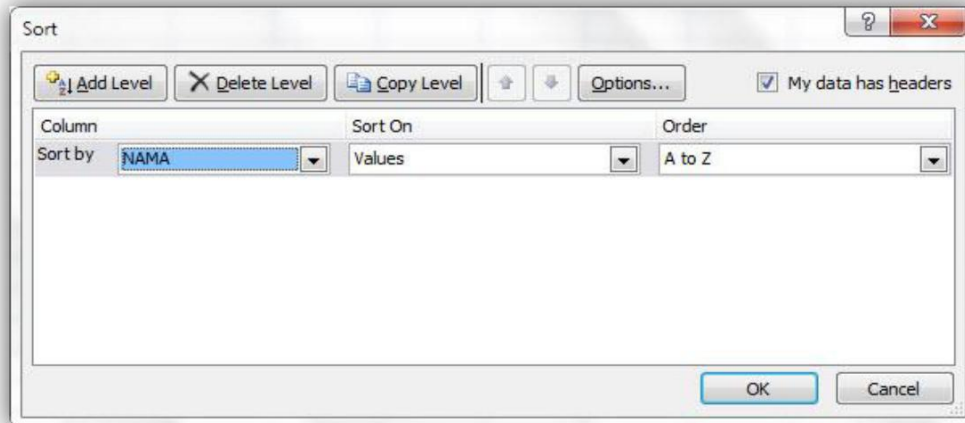 Sort
Add Level Delete Level Copy Level Options... My data has headers
Column Sort On Order
Sort by NAMA Values A to Z
OK Cancel